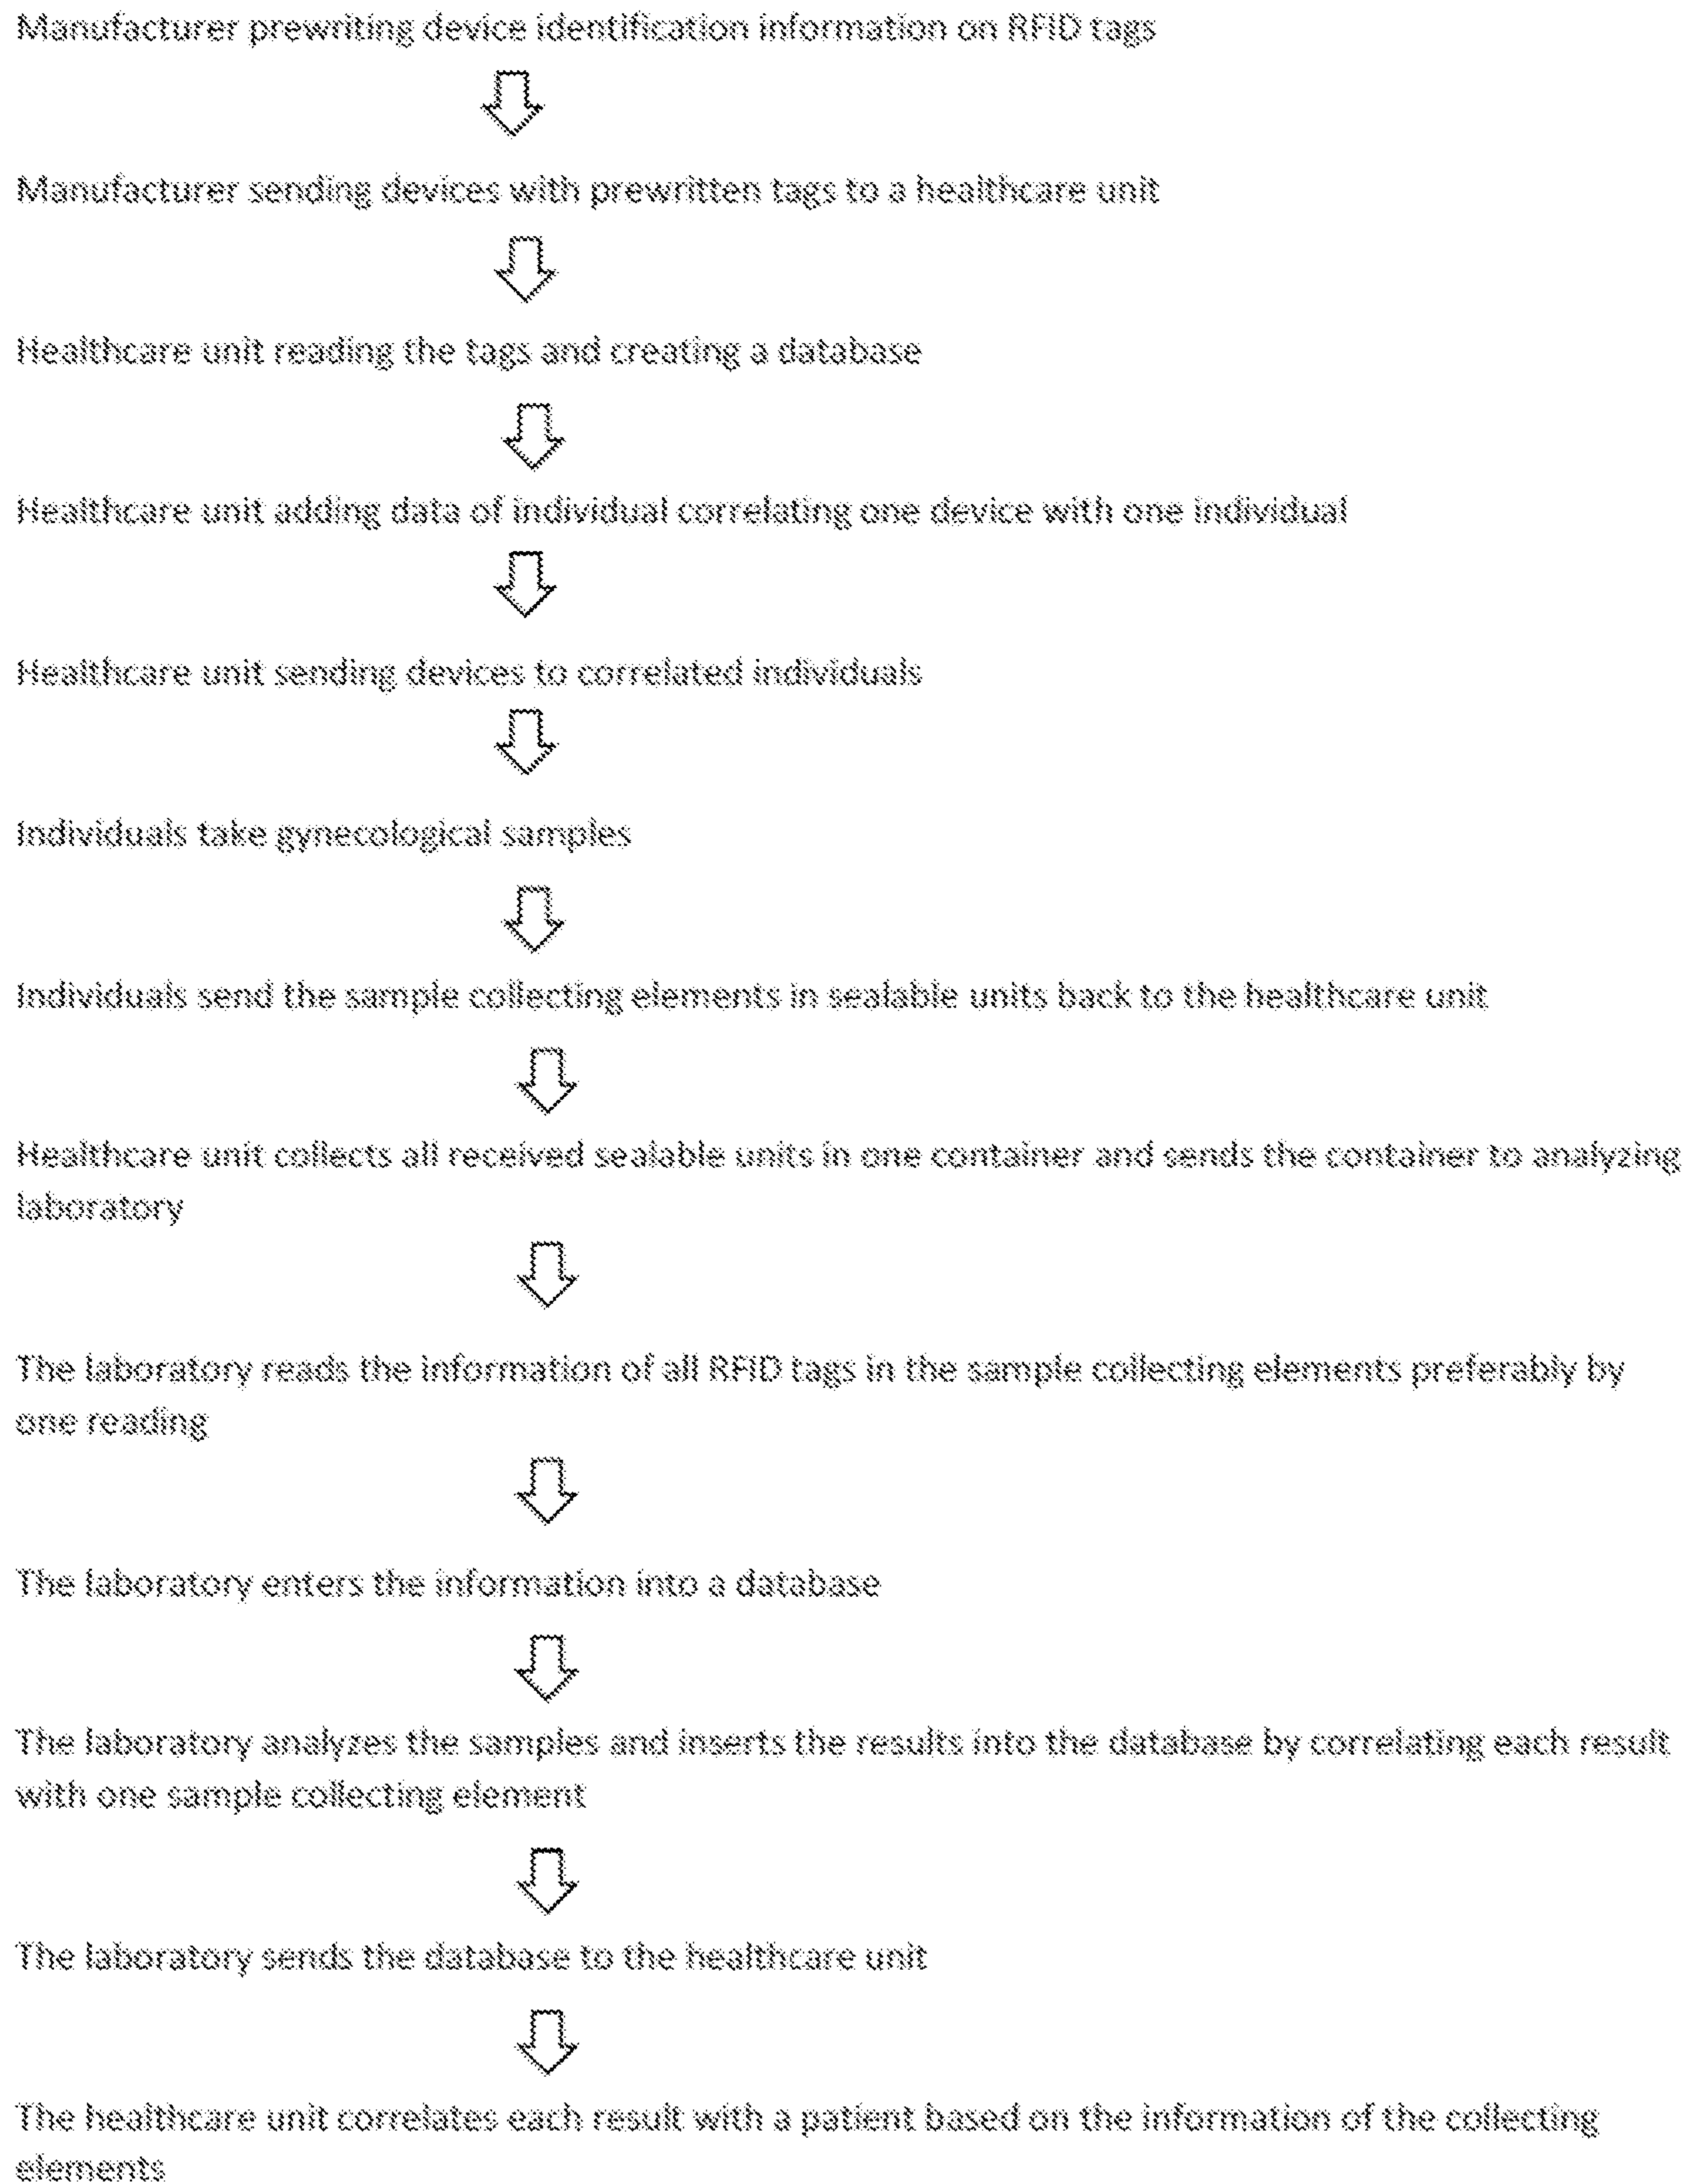 Manufacturer prewriting device identification information on RFID tags
Manufacturer sending devices with prewritten tags to a healthcare unit
Healthcare unit reading the tags and creating a database
Healthcare unit adding data of individual correlating one device with one individual
Healthcare unit sending devices to correlated individuals
Individuals take gynecological samples
Individuals send the sample collecting elements in sealable units back to the healthcare unit
Healthcare unit collects all received sealable units in one container and sends the container to analyzing
laboratory
The laboratory reads the information of all RFID tags in the sample collecting elements preferably by
one reading
The laboratory enters the information into a database
The laboratory analyzes the samples and inserts the results into the database by correlating each result
with one sample collecting element
The laboratory sends the database to the healthcare unit
The healthcare unit correlates each result with a patient based on the information of the collecting
elements